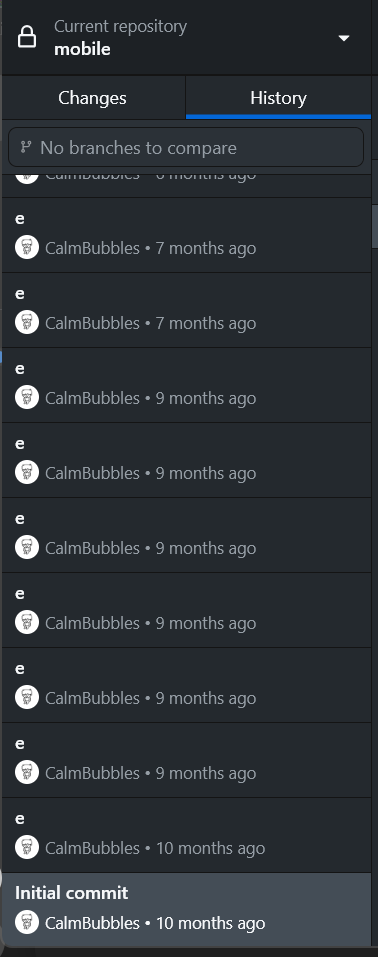 Current repository
mobile
Changes History
No branches to compare
CalmBubbles • 6 months ago
e
CalmBubbles • 7 months ago
e
CalmBubbles • 7 months ago
e
CalmBubbles • 9 months ago
e
CalmBubbles • 9 months ago
e
CalmBubbles • 9 months ago
e
CalmBubbles • 9 months ago
e
CalmBubbles • 9 months ago
e
CalmBubbles • 9 months ago
e
CalmBubbles • 10 months ago
Initial commit
CalmBubbles • 10 months ago